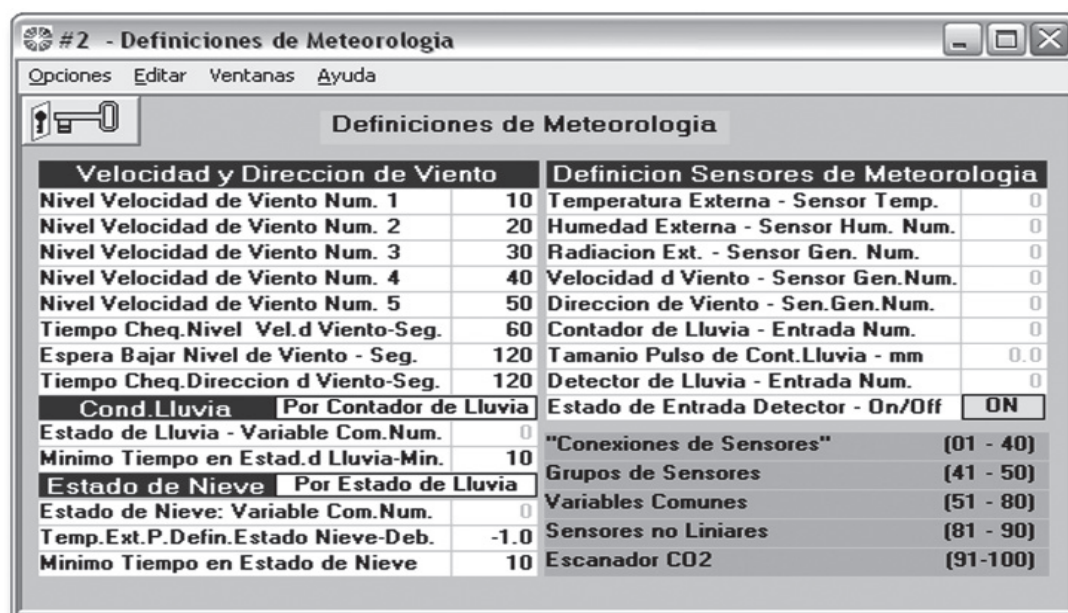 #2 - Definiciones de Meteorologia
Opciones Editar Ventanas Ayuda
Definiciones de Meteorologia
Velocidad y Direccion de Viento
Nivel Velocidad de Viento Num. 1 10
Nivel Velocidad de Viento Num. 2 20
Nivel Velocidad de Viento Num. 3 30
Nivel Velocidad de Viento Num. 4 40
Nivel Velocidad de Viento Num. 5 50
Tiempo Cheq.Nivel Vel.d Viento-Seg. 60
Espera Bajar Nivel de Viento - Seg. 120
Tiempo Cheq.Direccion d Viento-Seg. 120
Cond.Lluvia Por Contador de Lluvia
Estado de Lluvia - Variable Com.Num. 0
Minimo Tiempo en Estad.d Lluvia-Min. 10
Estado de Nieve Por Estado de Lluvia
Estado de Nieve: Variable Com.Num. 0
Temp.Ext.P.Defin.Estado Nieve-Deb. -1.0
Minimo Tiempo en Estado de Nieve 10
Definicion Sensores de Meteorologia
Temperatura Externa - Sensor Temp. 0
Humedad Externa - Sensor Hum. Num. 0
Radiacion Ext. - Sensor Gen. Num. 0
Velocidad d Viento - Sensor Gen.Num. 0
Direccion de Viento - Sen.Gen.Num. 0
Contador de Lluvia - Entrada Num. 0
Tamanio Pulso de Cont.Lluvia - mm 0.0
Detector de Lluvia - Entrada Num. 0
Estado de Entrada Detector - On/Off ON
"Conexiones de Sensores" (01 - 40)
Grupos de Sensores (41 - 50)
Variables Comunes (51 - 80)
Sensores no Liniares (81 - 90)
Escanador CO2 (91-100)